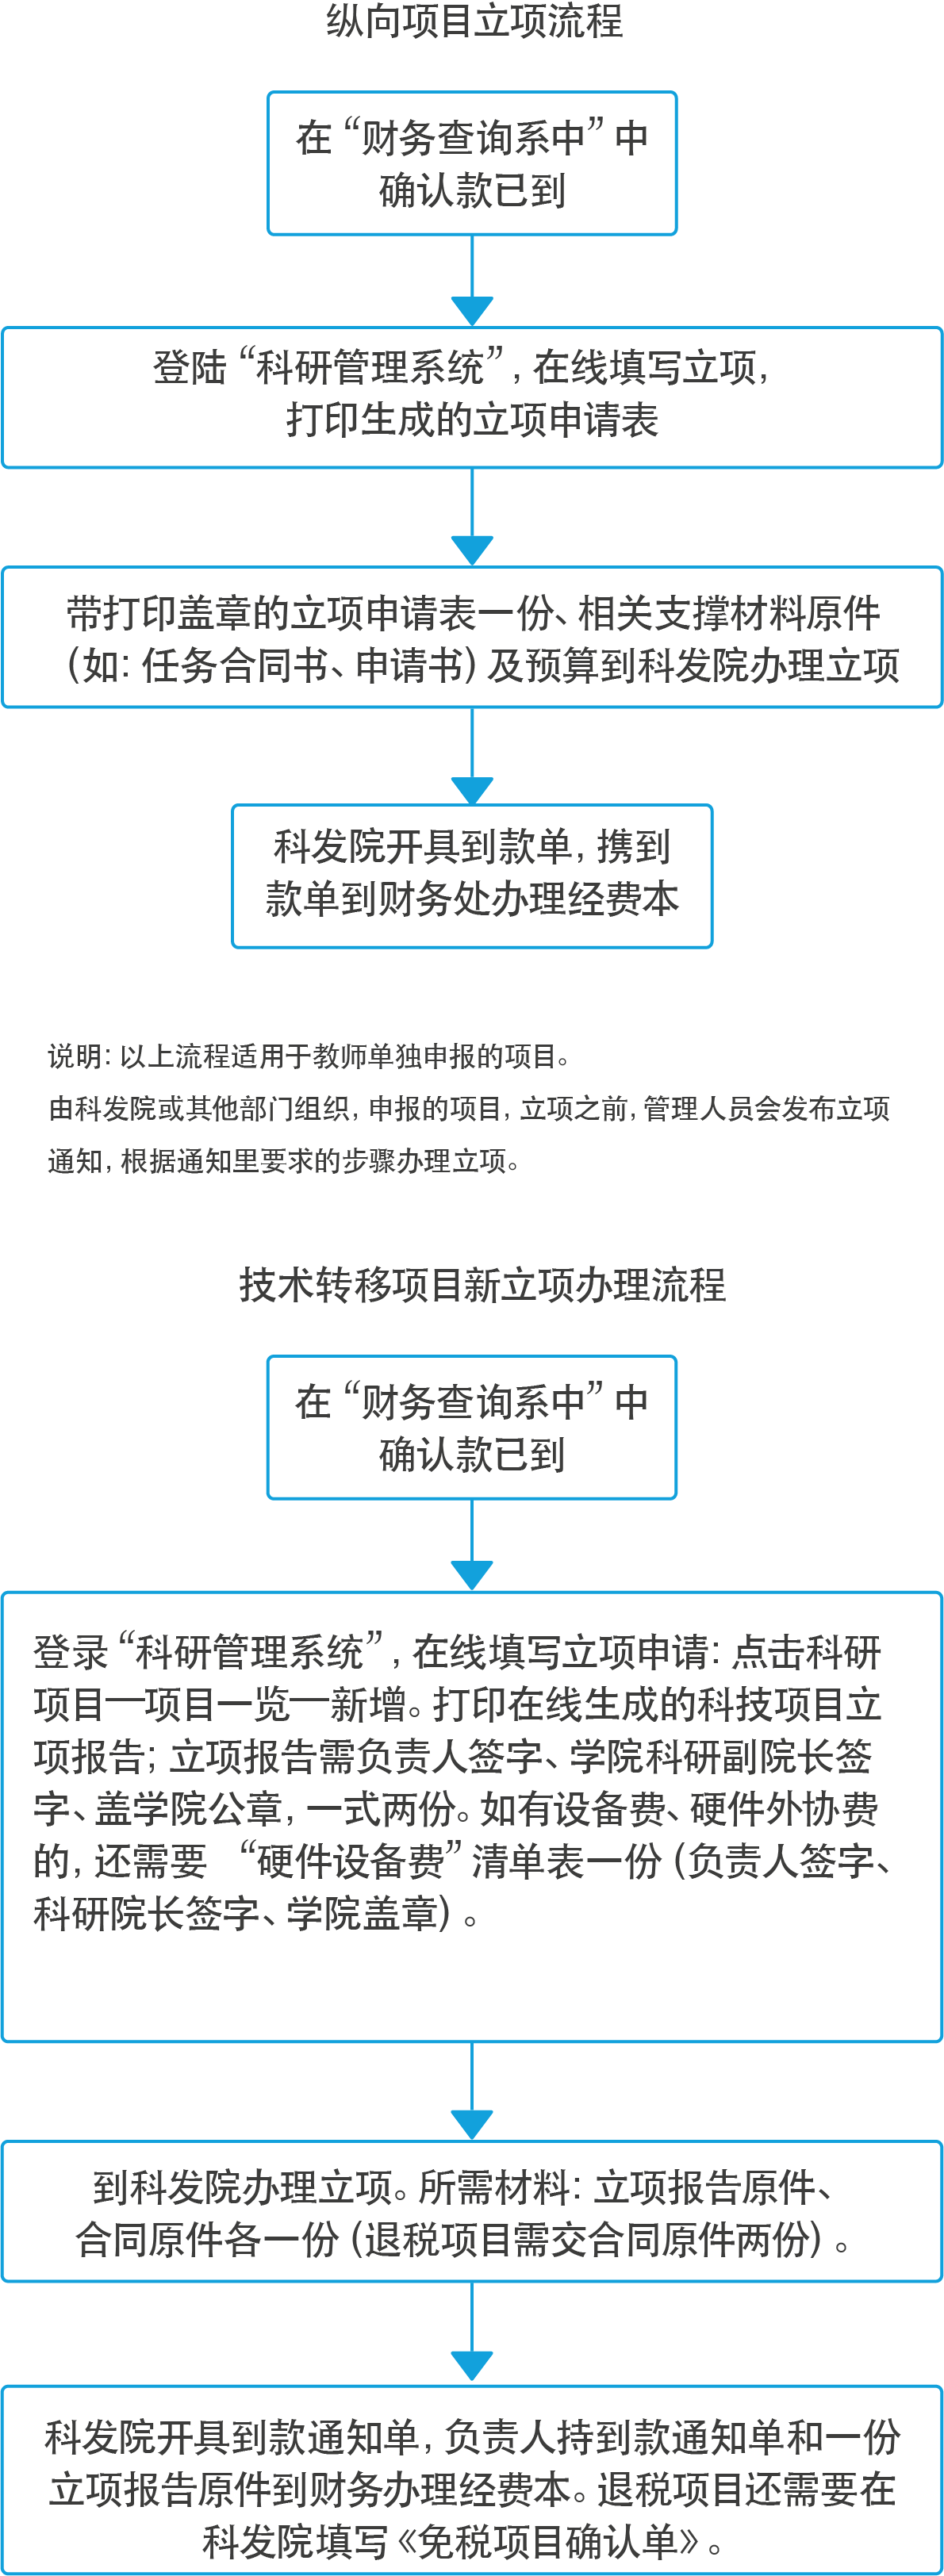 纵向项目立项流程
在“财务查询系中”中
确认款已到
登陆“科研管理系统”,在线填写立项,
打印生成的立项申请表
带打印盖章的立项申请表一份、相关支撑材料原件
(如:任务合同书、申请书)及预算到科发院办理立项
科发院开具到款单,携到
款单到财务处办理经费本
说明:以上流程适用于教师单独申报的项目。
由科发院或其他部门组织,申报的项目,立项之前,管理人员会发布立项
通知,根据通知里要求的步骤办理立项。
技术转移项目新立项办理流程
在“财务查询系中”中
确认款已到
登录“科研管理系统”,在线填写立项申请:点击科研
项目—项目一览—新增。打印在线生成的科技项目立
项报告;立项报告需负责人签字、学院科研副院长签
字、盖学院公章,一式两份。如有设备费、硬件外协费
的,还需要 “硬件设备费”清单表一份(负责人签字、
科研院长签字、学院盖章)。
到科发院办理立项。所需材料:立项报告原件、
合同原件各一份(退税项目需交合同原件两份)。
科发院开具到款通知单,负责人持到款通知单和一份
立项报告原件到财务办理经费本。退税项目还需要在
科发院填写《免税项目确认单》。